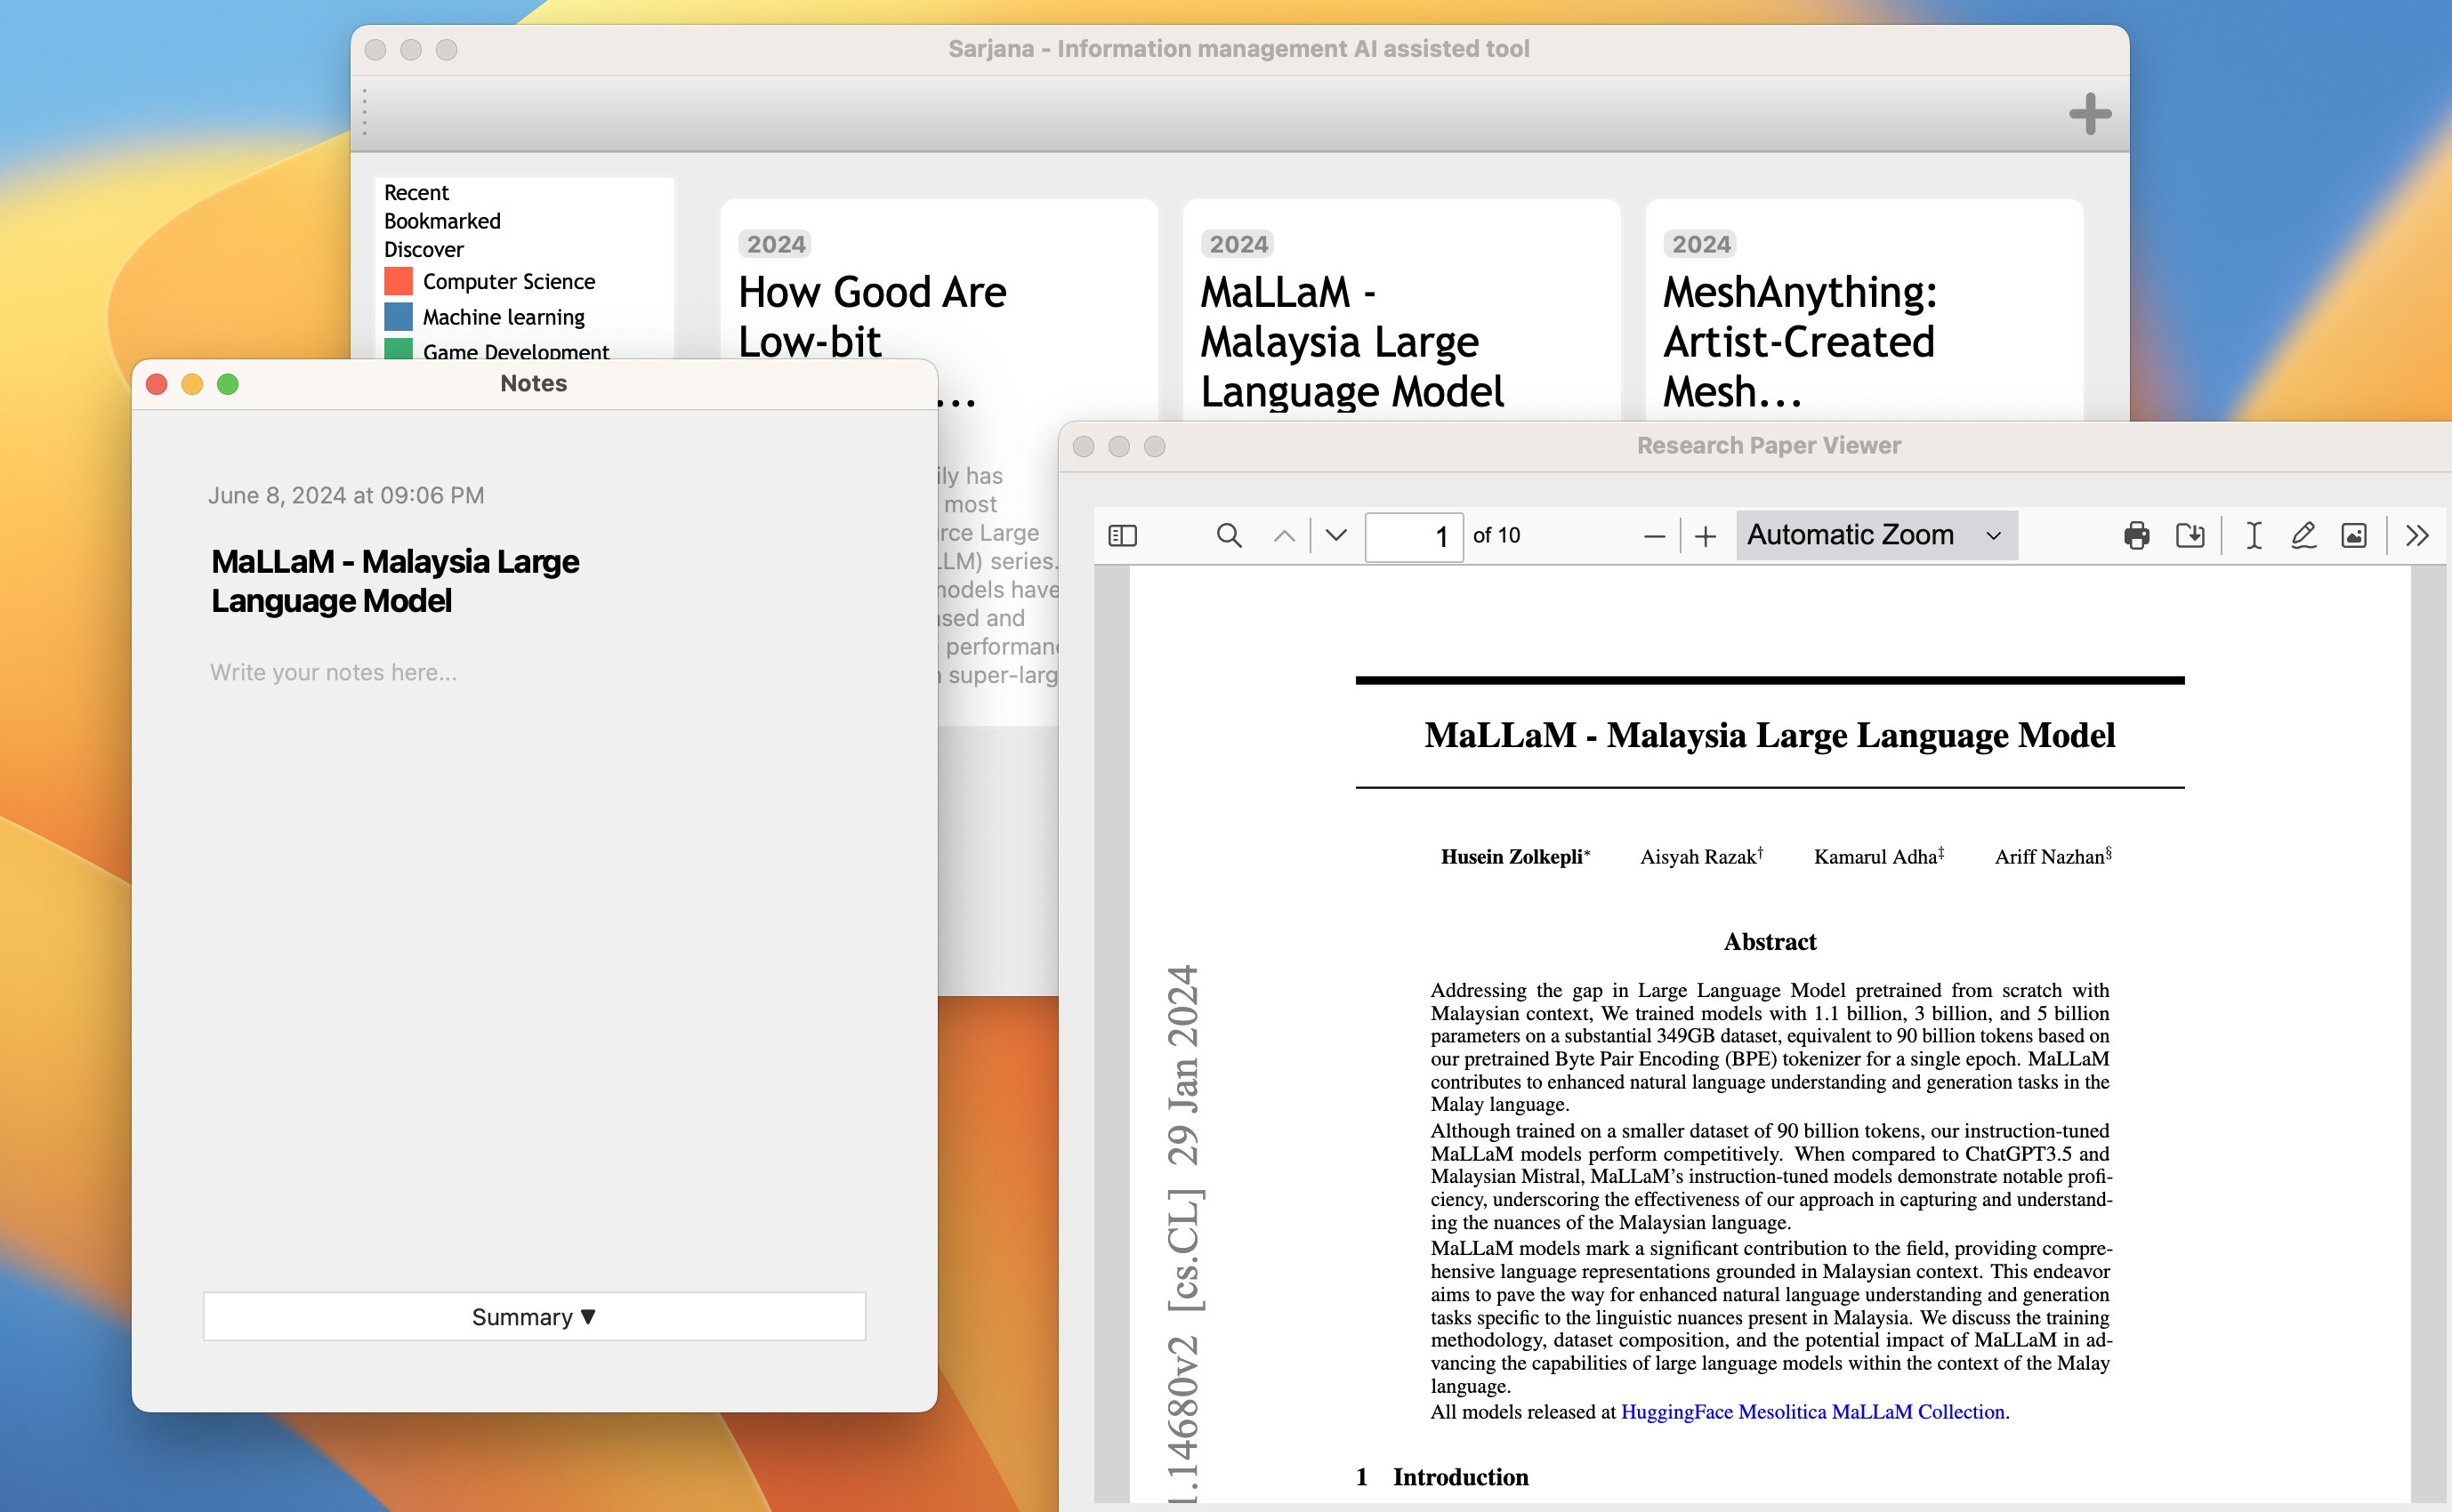 Sarjana - Information management AI assisted tool
Recent
Bookmarked
Discover
Computer Science
Machine learning
Game Development
2024
How Good Are
Low-bit
...
has
most
Large
series.
have
and
2024
MaLLaM -
Malaysia Large
Language Model
2024
MeshAnything:
Artist-Created
Mesh...
Notes
June 8, 2024 at 09:06 PM
MaLLaM - Malaysia Large
Language Model
Write your notes here...
Summary ▼
Research Paper Viewer
1 of 10
Automatic Zoom
MaLLaM - Malaysia Large Language Model
Husein Zolkepli* Aisyah Razak† Kamarul Adha‡ Ariff Nazhan§
Abstract
Addressing the gap in Large Language Model pretrained from scratch with
Malaysian context, We trained models with 1.1 billion, 3 billion, and 5 billion
parameters on a substantial 349GB dataset, equivalent to 90 billion tokens based on
our pretrained Byte Pair Encoding (BPE) tokenizer for a single epoch. MaLLaM
contributes to enhanced natural language understanding and generation tasks in the
Malay language.
Although trained on a smaller dataset of 90 billion tokens, our instruction-tuned
MaLLaM models perform competitively. When compared to ChatGPT3.5 and
Malaysian Mistral, MaLLaM's instruction-tuned models demonstrate notable profi-
ciency, underscoring the effectiveness of our approach in capturing and understand-
ing the nuances of the Malaysian language.
MaLLaM models mark a significant contribution to the field, providing compre-
hensive language representations grounded in Malaysian context. This endeavor
aims to pave the way for enhanced natural language understanding and generation
tasks specific to the linguistic nuances present in Malaysia. We discuss the training
methodology, dataset composition, and the potential impact of MaLLaM in ad-
vancing the capabilities of large language models within the context of the Malay
language.
All models released at HuggingFace Mesolitica MaLLaM Collection.
1 Introduction
.14680v2 [cs.CL] 29 Jan 2024